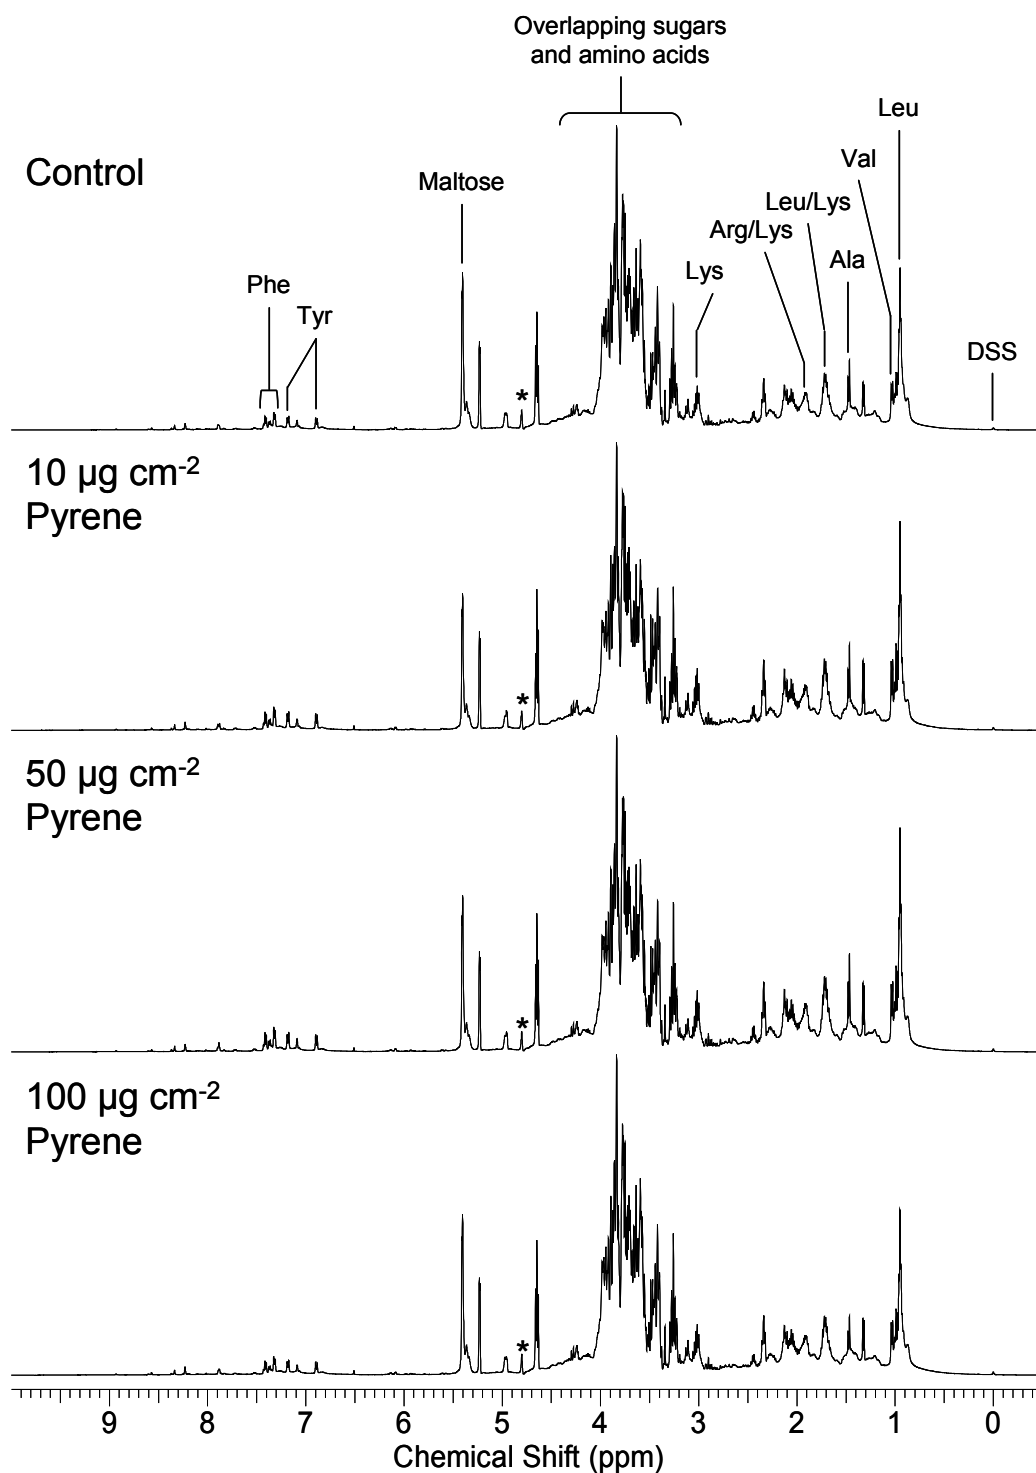 Overlapping sugars
and amino acids
Leu
Val
Control
Maltose
Leu/Lys
Arg/Lys
Ala
Lys
Phe
Tyr
DSS
*
10 µg cm-2
Pyrene
*
50 µg cm-2
Pyrene
*
100 µg cm-2
Pyrene
*
9 8 7 6 5 4 3 2 1 0
Chemical Shift (ppm)